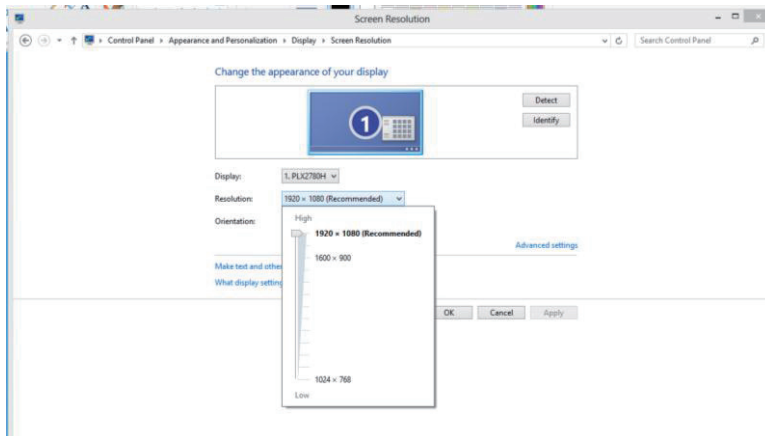 Screen Resolution
Control Panel ▸ Appearance and Personalization ▸ Display ▸ Screen Resolution
Search Control Panel
Change the appearance of your display
1
Detect
Identify
Display: 1. PLX2780H
Resolution: 1920 × 1080 (Recommended)
Orientation:
High
1920 × 1080 (Recommended)
Advanced settings
1600 × 900
Make text and othe
What display setting
OK Cancel Apply
1024 × 768
Low